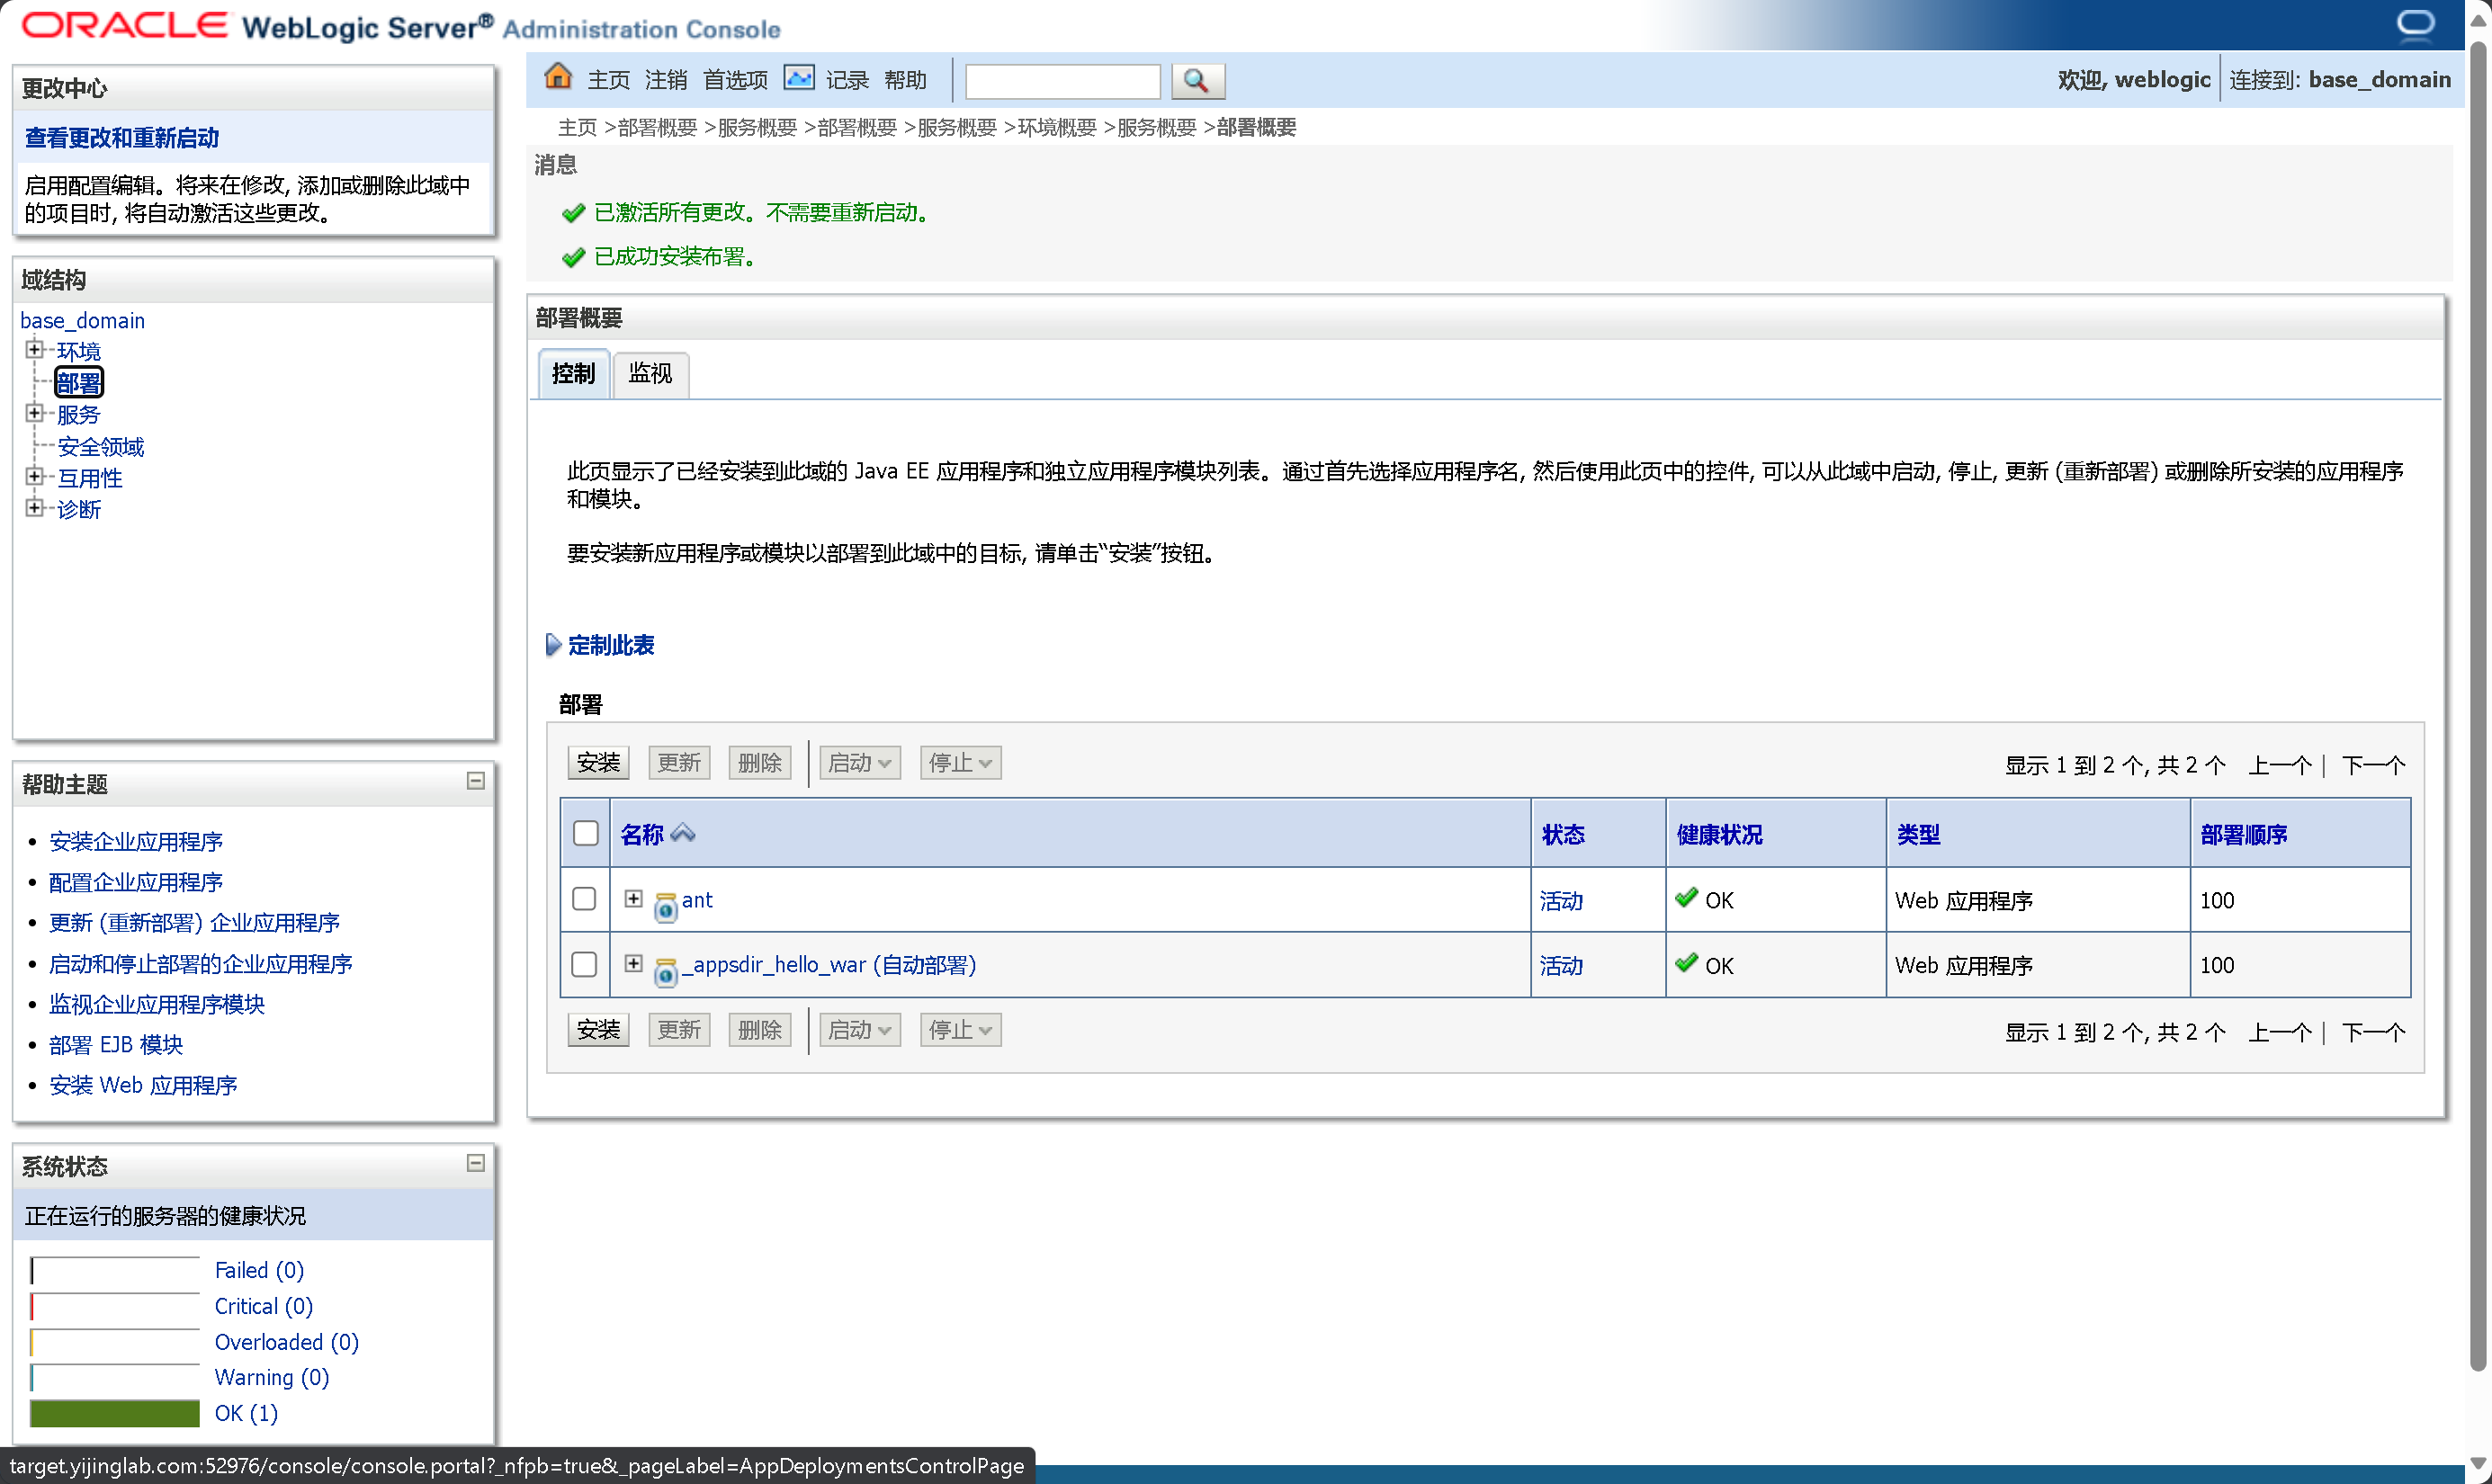 ORACLE WebLogic Server® Administration Console
更改中心
查看更改和重新启动
启用配置编辑。将来在修改, 添加或删除此域中
的项目时, 将自动激活这些更改。
域结构
base_domain
环境
部署
服务
安全领域
互用性
诊断
帮助主题
安装企业应用程序
配置企业应用程序
更新 (重新部署) 企业应用程序
启动和停止部署的企业应用程序
监视企业应用程序模块
部署 EJB 模块
安装 Web 应用程序
系统状态
正在运行的服务器的健康状况
Failed (0)
Critical (0)
Overloaded (0)
Warning (0)
OK (1)
主页 注销 首选项 记录 帮助
欢迎, weblogic 连接到: base_domain
主页 >部署概要 >服务概要 >部署概要 >服务概要 >环境概要 >服务概要 >部署概要
消息
已激活所有更改。不需要重新启动。
已成功安装布署。
部署概要
控制 监视
此页显示了已经安装到此域的 Java EE 应用程序和独立应用程序模块列表。通过首先选择应用程序名, 然后使用此页中的控件, 可以从此域中启动, 停止, 更新 (重新部署) 或删除所安装的应用程序
和模块。
要安装新应用程序或模块以部署到此域中的目标, 请单击“安装”按钮。
定制此表
部署
安装 更新 删除 启动 停止 显示 1 到 2 个, 共 2 个 上一个 | 下一个
名称 状态 健康状况 类型 部署顺序
ant 活动 OK Web 应用程序 100
_appsdir_hello_war (自动部署) 活动 OK Web 应用程序 100
安装 更新 删除 启动 停止 显示 1 到 2 个, 共 2 个 上一个 | 下一个
target.yijinglab.com:52976/console/console.portal?_nfpb=true&_pageLabel=AppDeploymentsControlPage